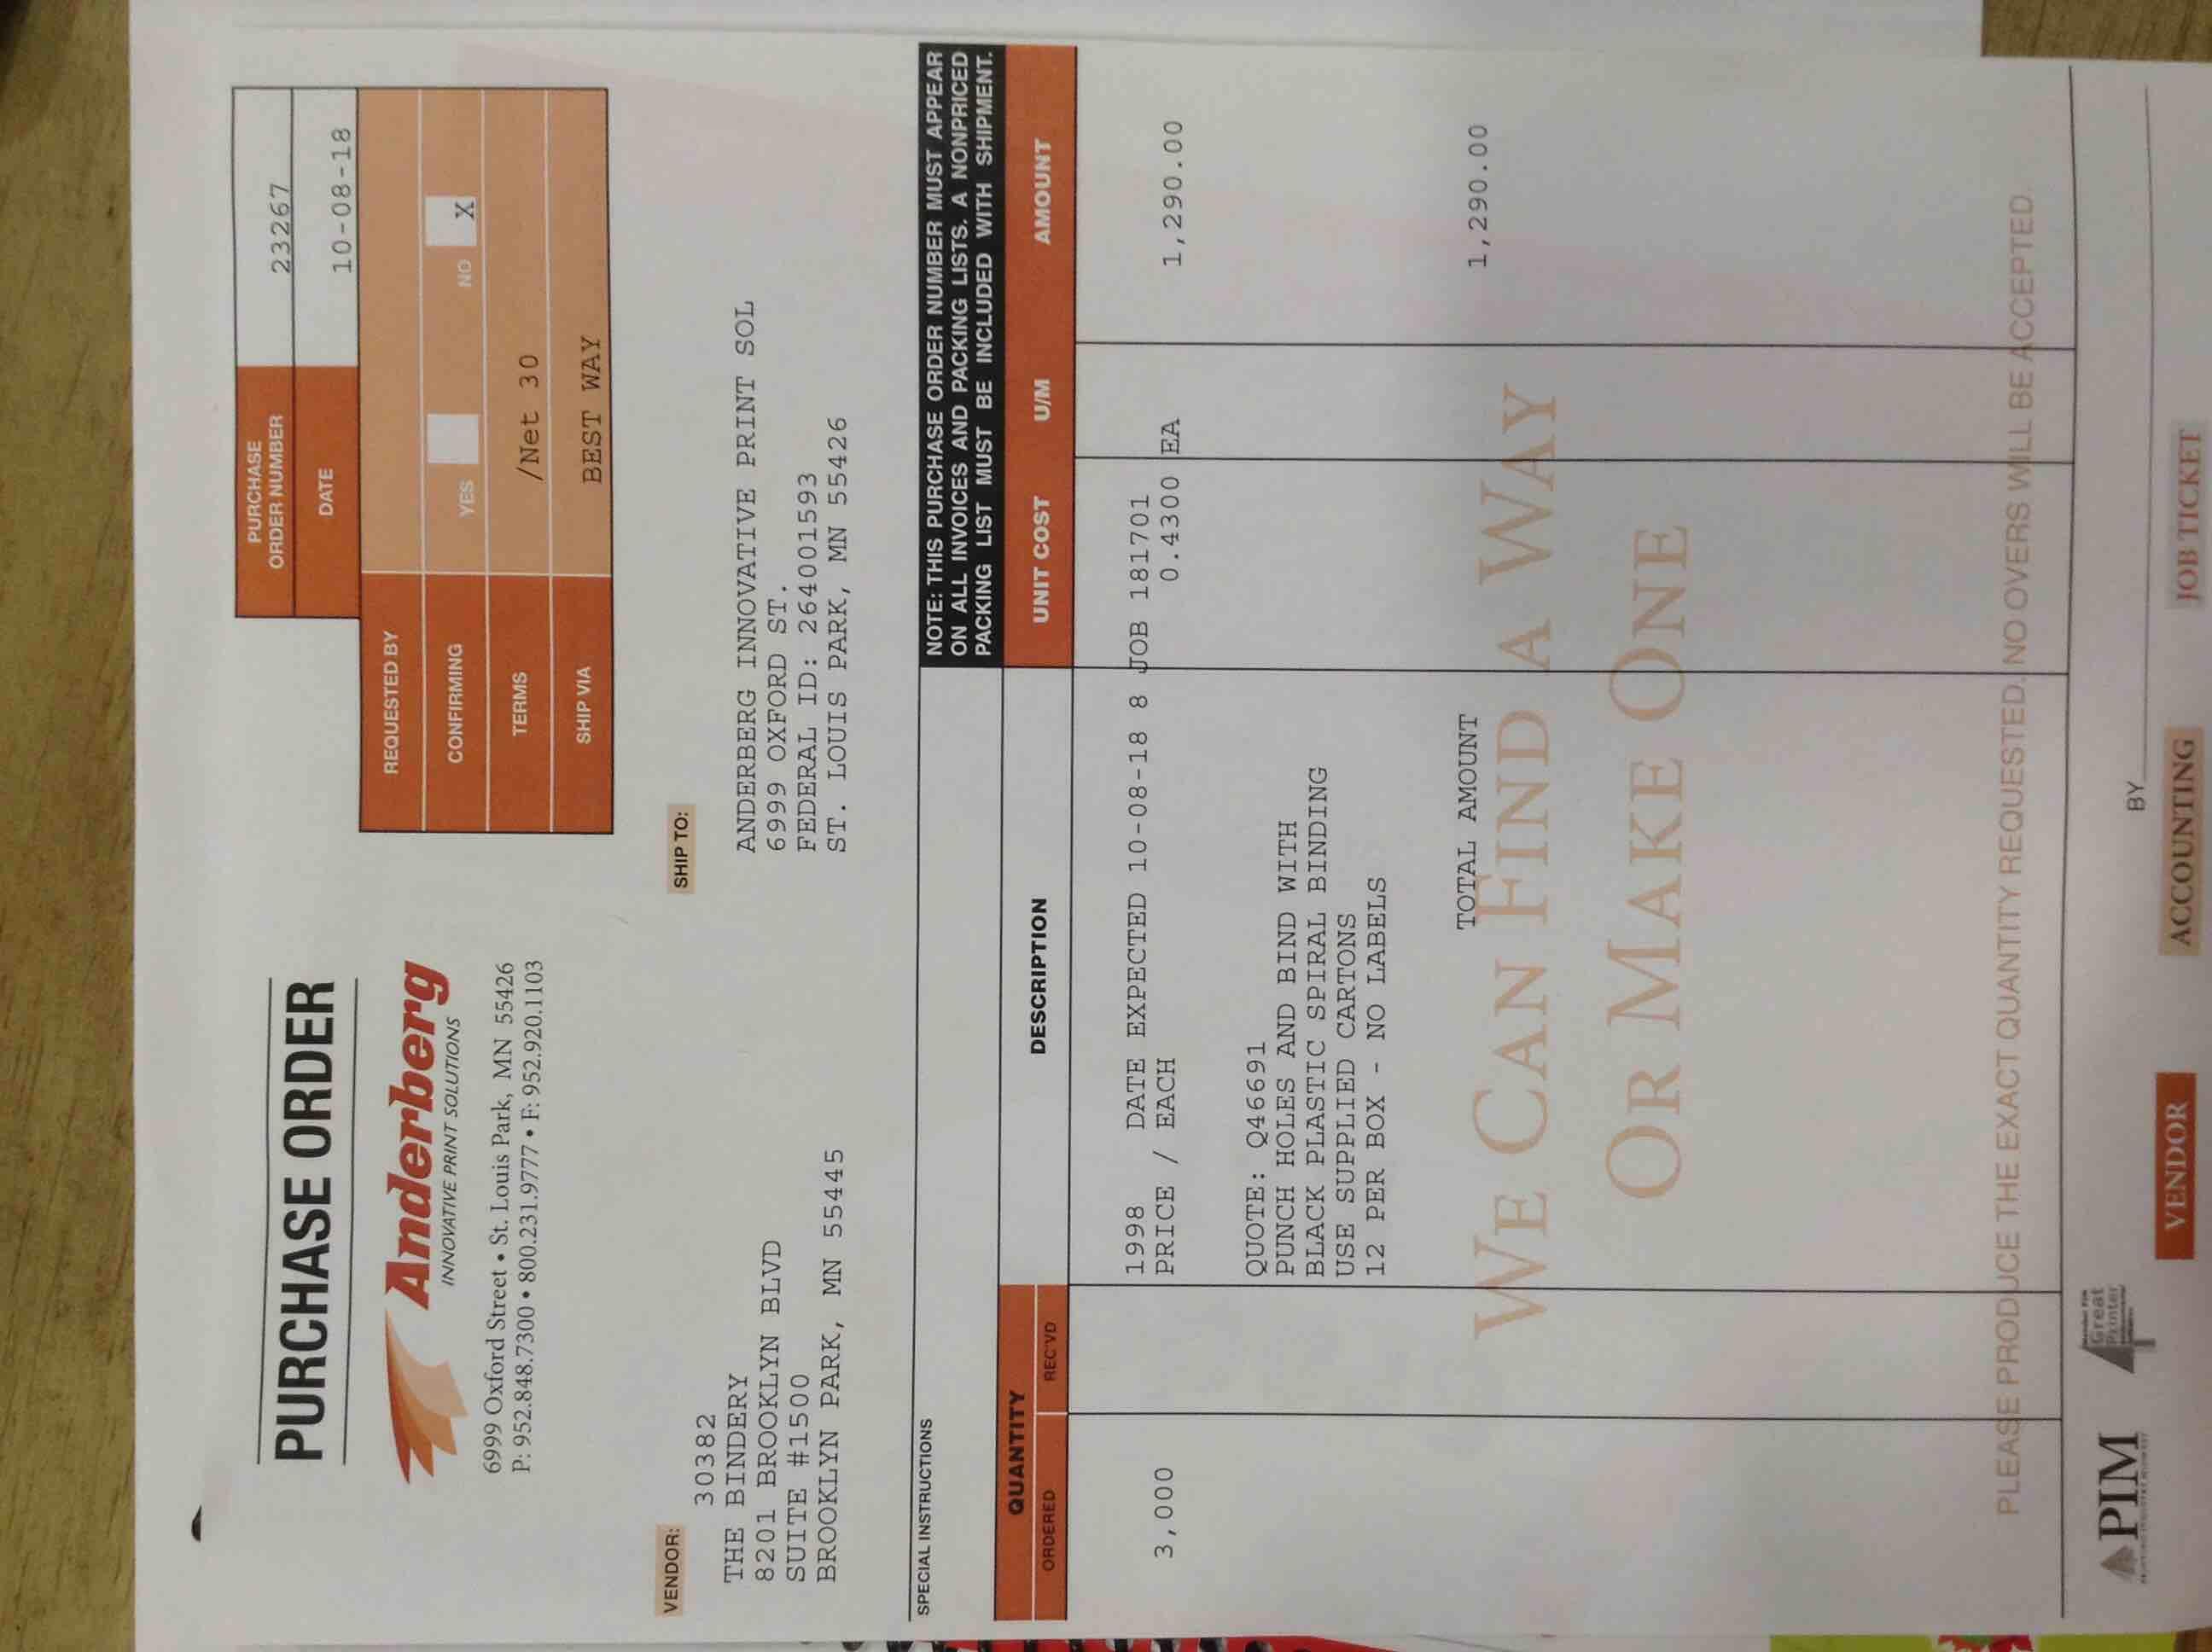 PURCHASE ORDER
Anderberg
INNOVATIVE PRINT SOLUTIONS
6999 Oxford Street • St. Louis Park, MN 55426
P: 952.848.7300 • 800.231.9777 • F: 952.920.1103
PURCHASE
ORDER NUMBER
23267
DATE
10-08-18
REQUESTED BY
CONFIRMING YES NO X
TERMS /Net 30
SHIP VIA BEST WAY
VENDOR:
30382
THE BINDERY
8201 BROOKLYN BLVD
SUITE #1500
BROOKLYN PARK, MN 55445
SHIP TO:
ANDERBERG INNOVATIVE PRINT SOL
6999 OXFORD ST.
FEDERAL ID: 264001593
ST. LOUIS PARK, MN 55426
SPECIAL INSTRUCTIONS
NOTE: THIS PURCHASE ORDER NUMBER MUST APPEAR
ON ALL INVOICES AND PACKING LISTS. A NONPRICED
PACKING LIST MUST BE INCLUDED WITH SHIPMENT.
QUANTITY
ORDERED REC'VD DESCRIPTION UNIT COST U/M AMOUNT
1998 DATE EXPECTED 10-08-18 8 JOB 181701
3,000 PRICE / EACH 0.4300 EA 1,290.00
QUOTE: Q46691
PUNCH HOLES AND BIND WITH
BLACK PLASTIC SPIRAL BINDING
USE SUPPLIED CARTONS
12 PER BOX - NO LABELS
TOTAL AMOUNT 1,290.00
WE CAN FIND A WAY
OR MAKE ONE
PLEASE PRODUCE THE EXACT QUANTITY REQUESTED. NO OVERS WILL BE ACCEPTED.
PIM
Great
Printer
BY
VENDOR ACCOUNTING JOB TICKET